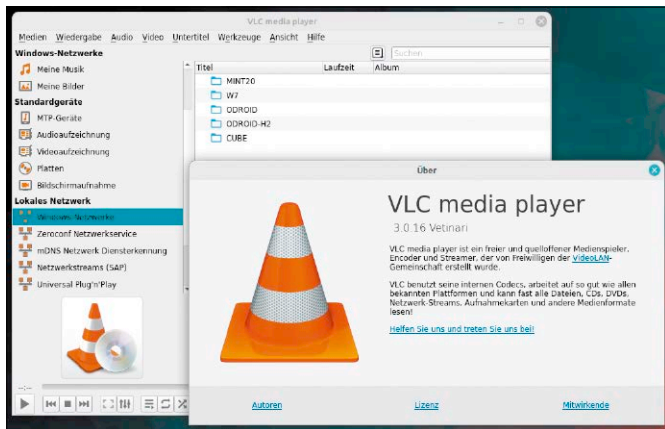 VLC media player
Medien Wiedergabe Audio Video Untertitel Werkzeuge Ansicht Hilfe
Windows-Netzwerke
Suchen
Meine Musik
Meine Bilder
Standardgeräte
MTP-Geräte
Audioaufzeichnung
Videoaufzeichnung
Platten
Bildschirmaufnahme
Lokales Netzwerk
Windows-Netzwerke
Zeroconf Netzwerkservice
mDNS Netzwerk Diensterkennung
Netzwerkstreams (SAP)
Universal Plug'n'Play
Titel Laufzeit Album
MINT20
W7
ODROID
ODROID-H2
CUBE
--:--
Über
VLC media player
3.0.16 Vetinari
VLC media player ist ein freier und quelloffener Medienspieler,
Encoder und Streamer, der von Freiwilligen der VideoLAN-
Gemeinschaft erstellt wurde.
VLC benutzt seine internen Codecs, arbeitet auf so gut wie allen
bekannten Plattformen und kann fast alle Dateien, CDs, DVDs,
Netzwerk-Streams, Aufnahmekarten und andere Medienformate
lesen!
Helfen Sie uns und treten Sie uns bei!
Autoren Lizenz Mitwirkende